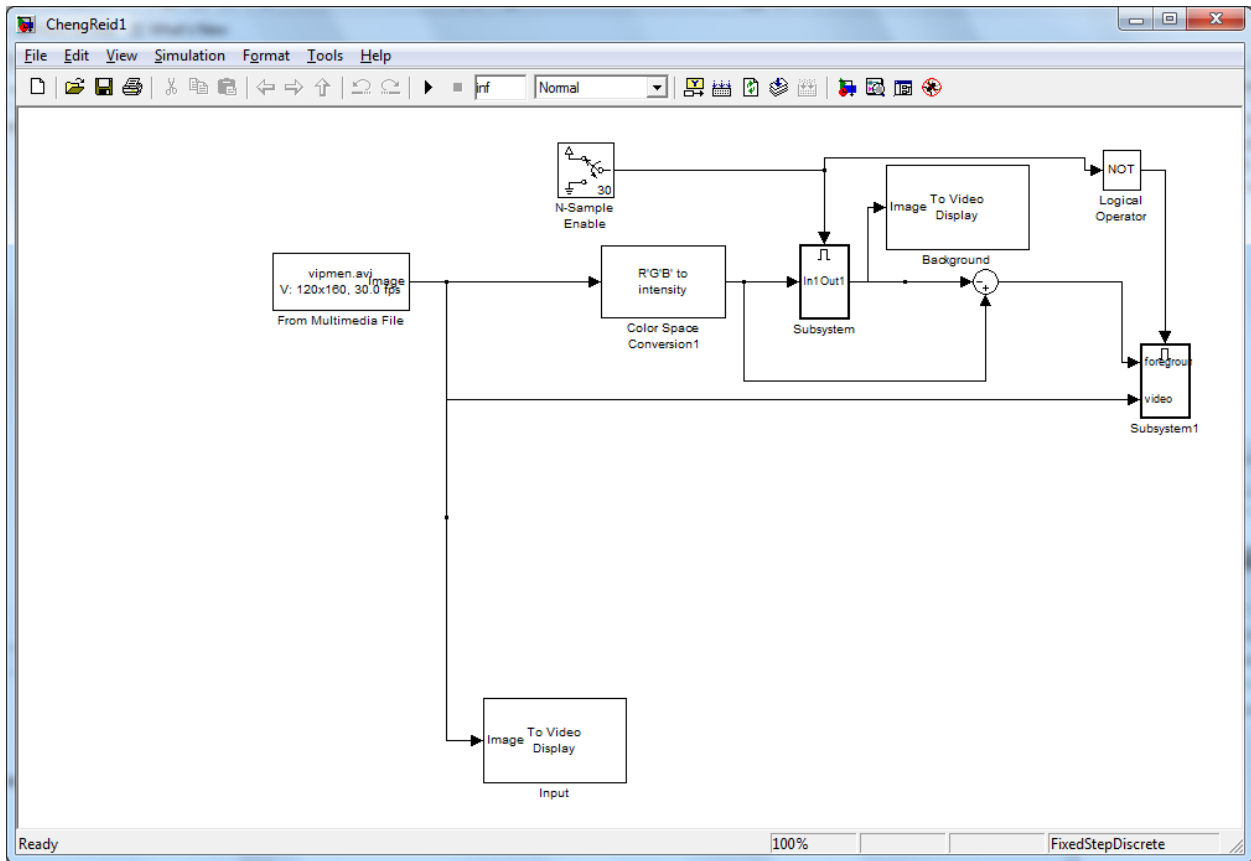 ChengReid1
File Edit View Simulation Format Tools Help
inf Normal
30
N-Sample
Enable
NOT
Logical
Operator
Image To Video
Display
Background
vipmen.avi
Image
V: 120x160, 30.0 fps
From Multimedia File
R'G'B' to
intensity
Color Space
Conversion1
In1 Out1
Subsystem
foregroun
video
Subsystem1
Image To Video
Display
Input
Ready 100% FixedStepDiscrete